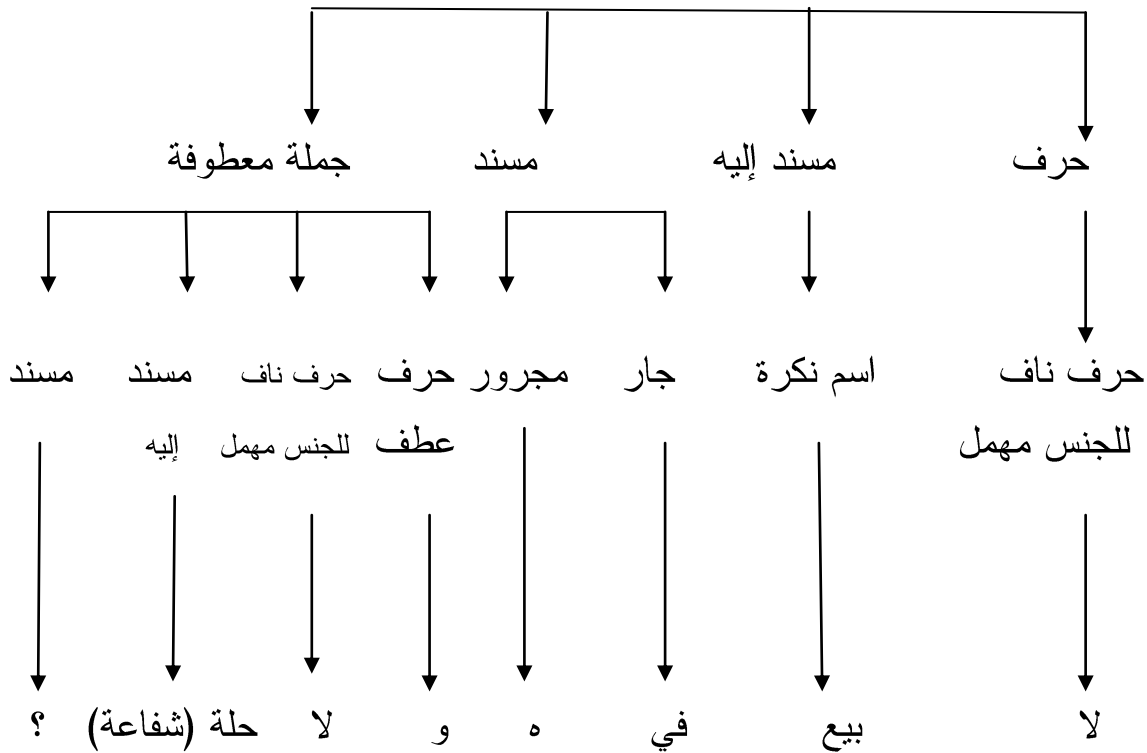 حرف مسند إليه مسند جملة معطوفة
حرف ناف اسم نكرة جار مجرور حرف حرف ناف مسند مسند
للجنس مهمل عطف للجنس مهمل إليه
لا بيع في ه و لا حلة (شفاعة) ؟